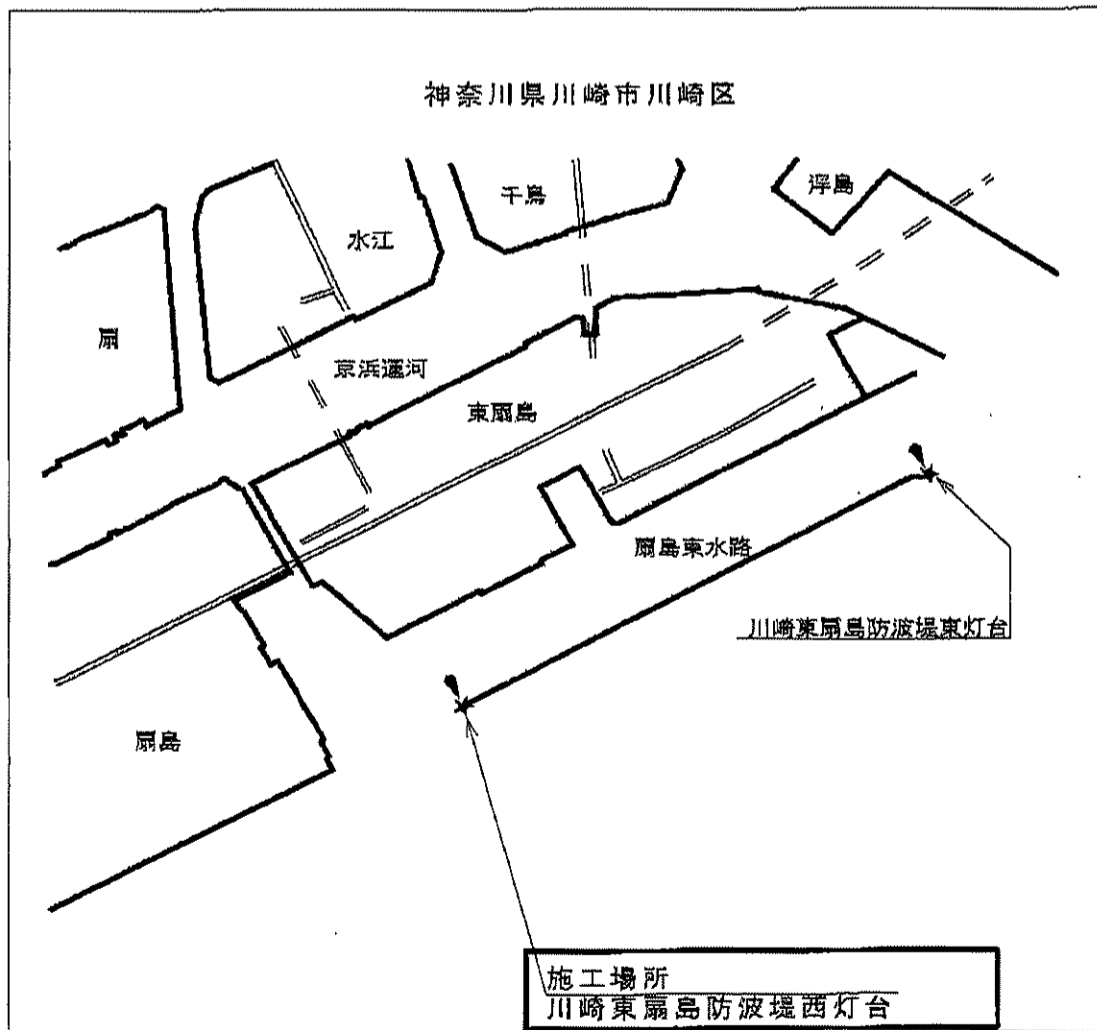 神奈川県川崎市川崎区
浮島
千鳥
水江
扇
京浜運河
東扇島
扇島東水路
川崎東扇島防波堤東灯台
扇島
施工場所
川崎東扇島防波堤西灯台